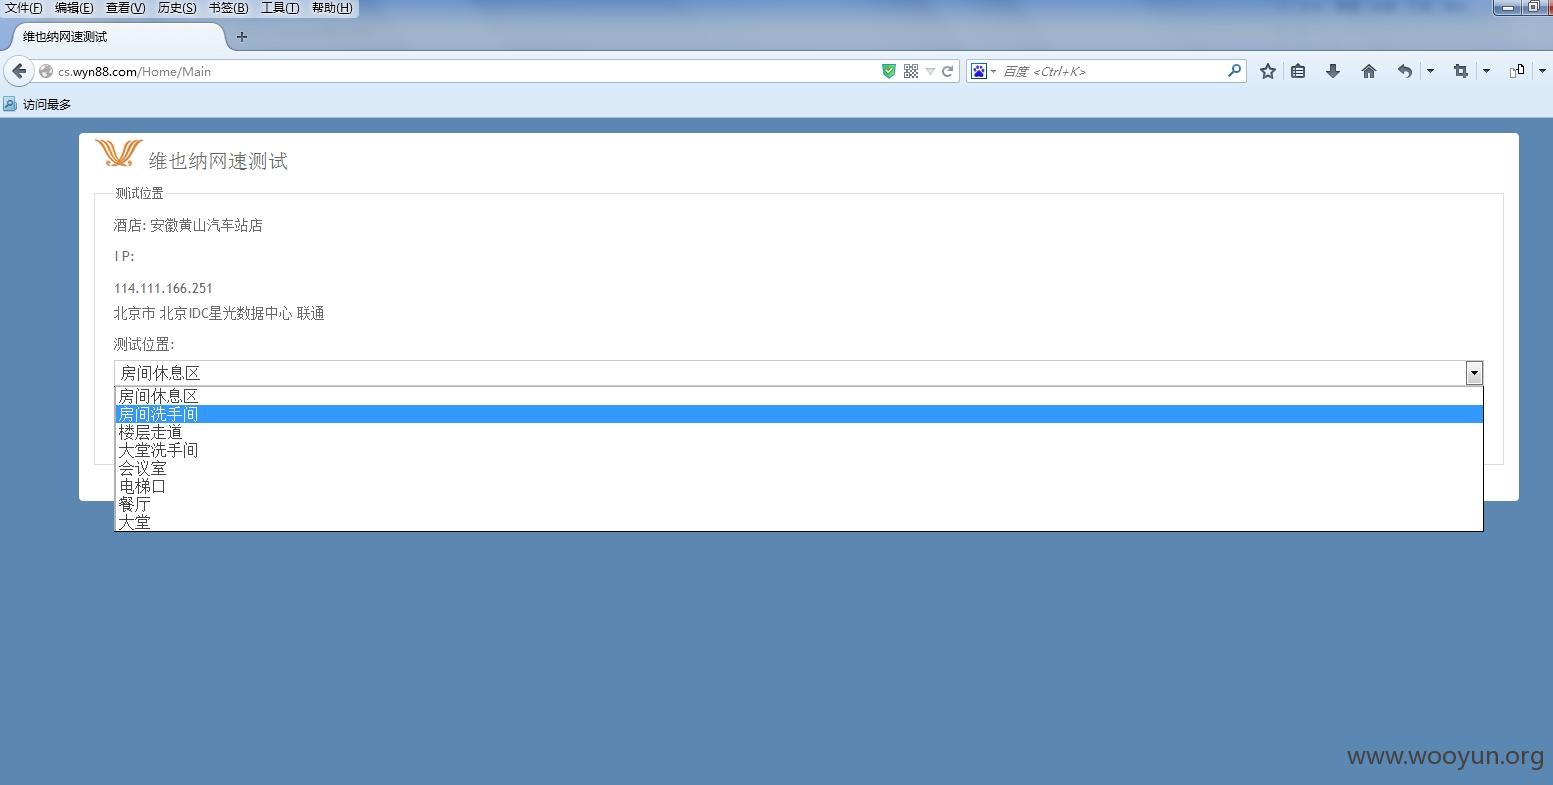 文件(F) 编辑(E) 查看(V) 历史(S) 书签(B) 工具(T) 帮助(H)
维也纳网速测试
cs.wyn88.com/Home/Main
百度 <Ctrl+K>
访问最多
维也纳网速测试
测试位置
酒店: 安徽黄山汽车站店
I P:
114.111.166.251
北京市 北京IDC星光数据中心 联通
测试位置:
房间休息区
房间休息区
房间洗手间
楼层走道
大堂洗手间
会议室
电梯口
餐厅
大堂
www.wooyun.org